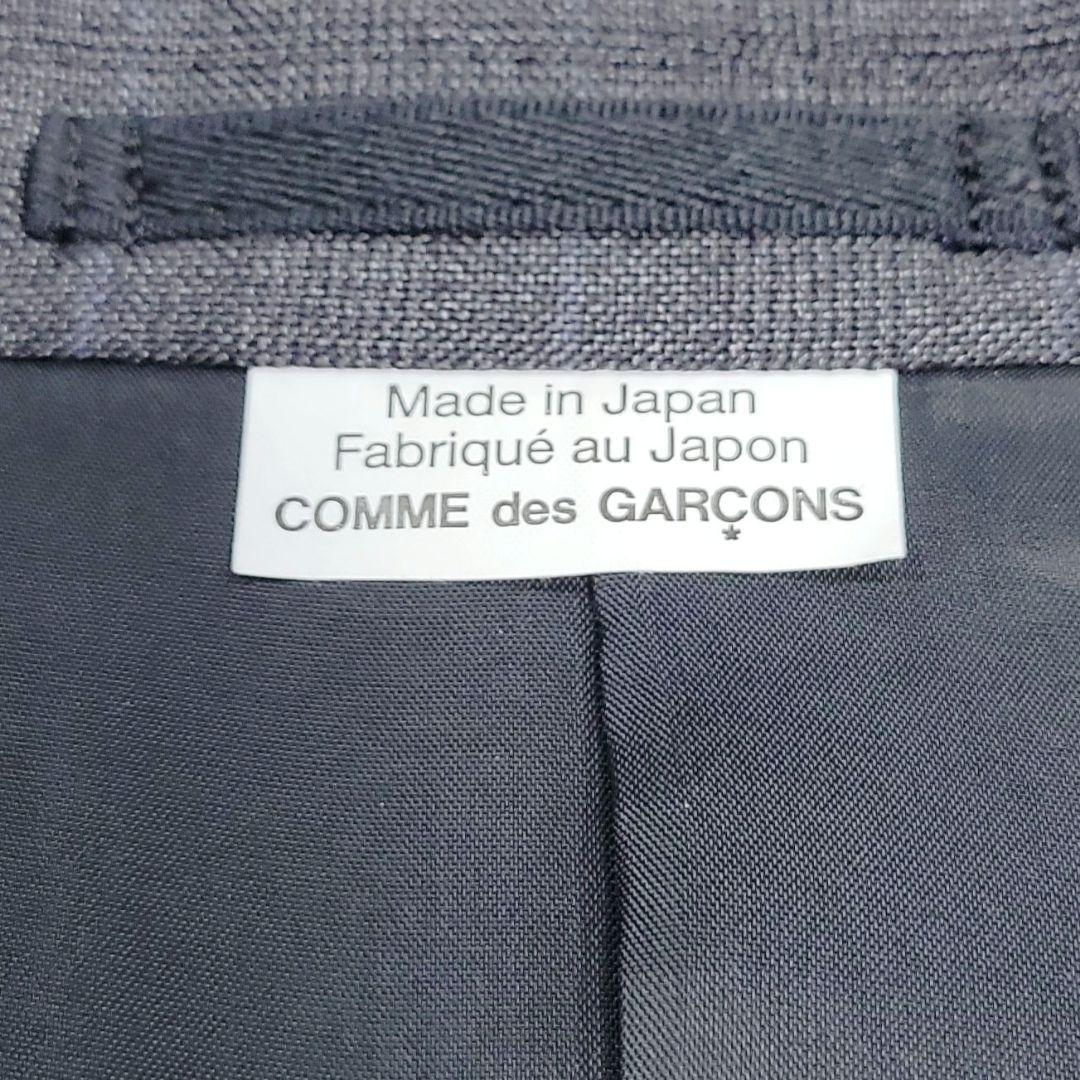 Made in Japan
Fabriqué au Japon
COMME des GARÇONS